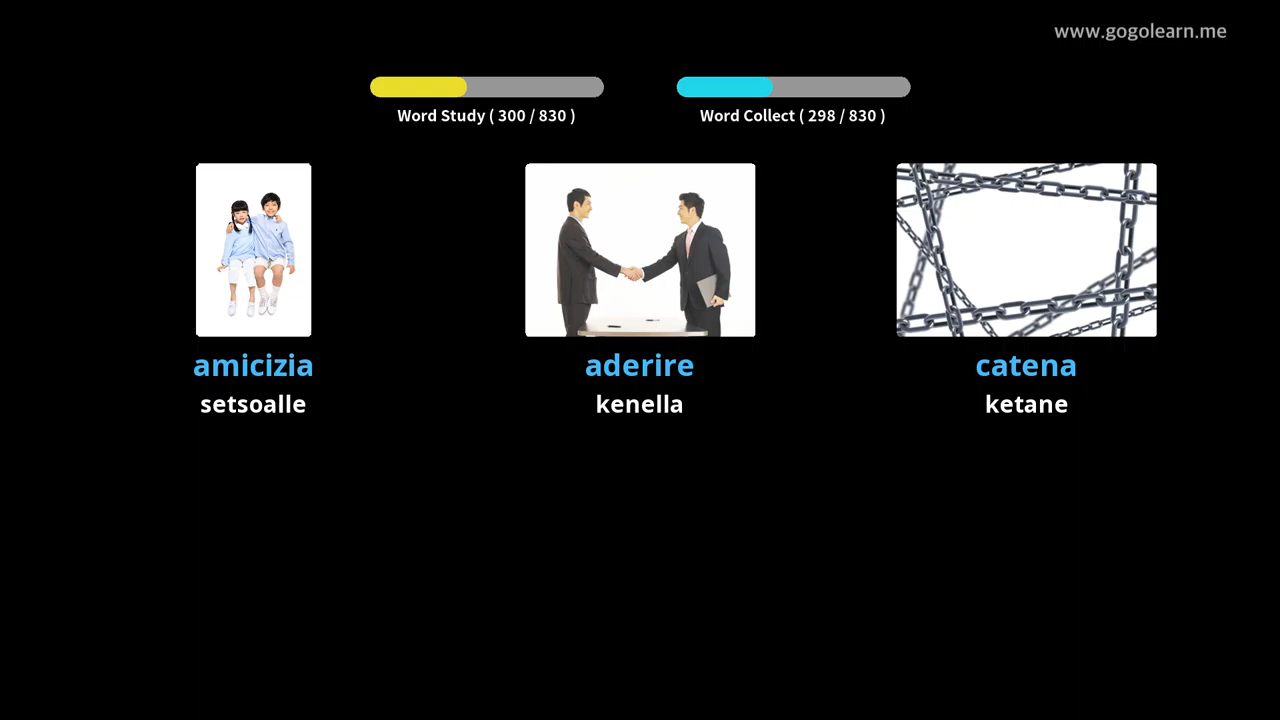 www.gogolearn.me
Word Study ( 300 / 830 )
Word Collect ( 298 / 830 )
amicizia
setsoalle
aderire
kenella
catena
ketane